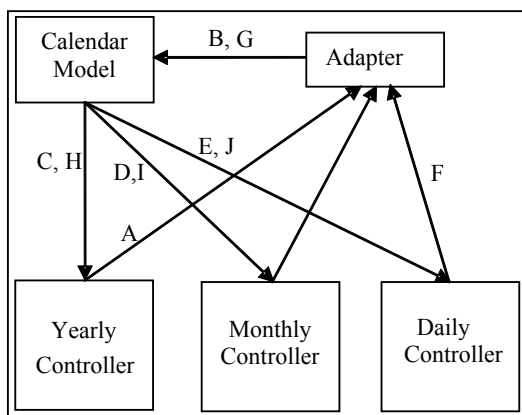 Calendar
Model
B, G
Adapter
C, H
D,I
E, J
F
A
Yearly
Controller
Monthly
Controller
Daily
Controller